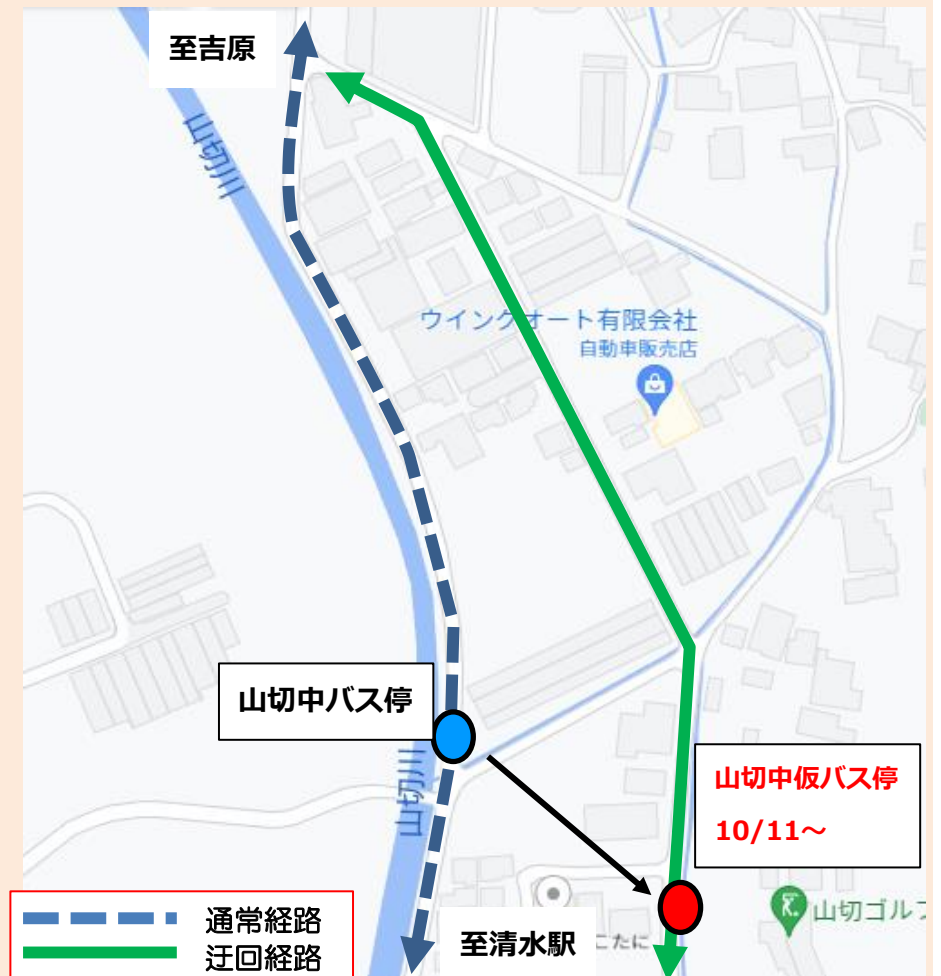 至吉原
山切川
ウイングオート有限会社
自動車販売店
山切中バス停
山切川
山切中仮バス停
10/11～
山切ゴルフ
通常経路
迂回経路
至清水駅
こたに